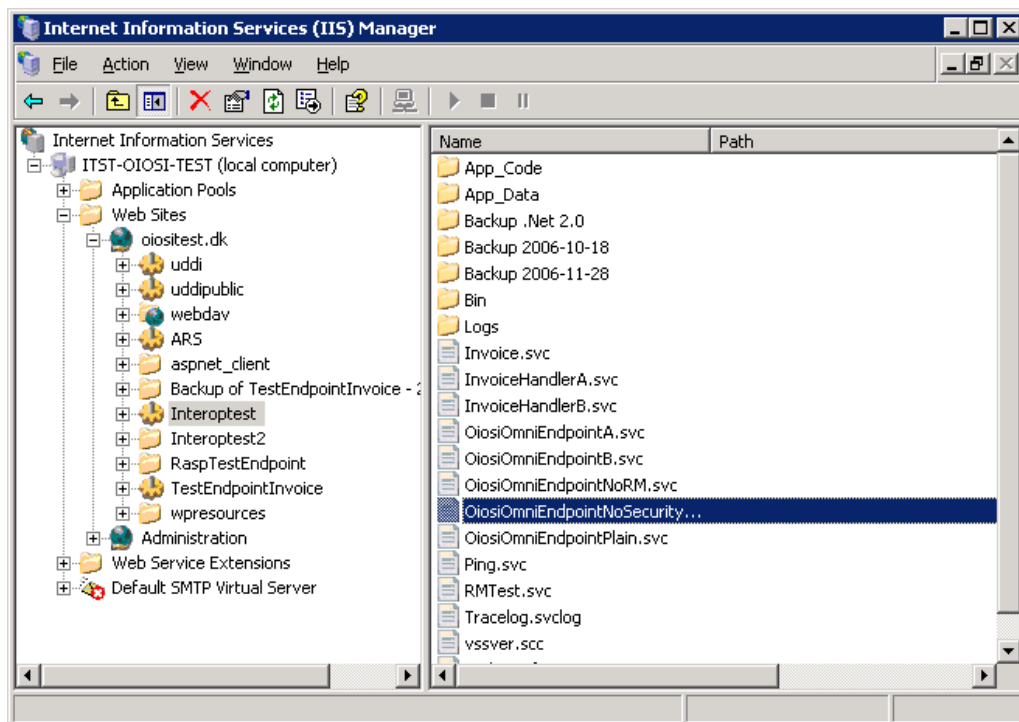 Internet Information Services (IIS) Manager
File Action View Window Help
Internet Information Services
ITST-OIOSI-TEST (local computer)
Application Pools
Web Sites
oiositest.dk
uddi
uddipublic
webdav
ARS
aspnet_client
Backup of TestEndpointInvoice - 2
Interoptest
Interoptest2
RaspTestEndpoint
TestEndpointInvoice
wpresources
Administration
Web Service Extensions
Default SMTP Virtual Server
Name Path
App_Code
App_Data
Backup .Net 2.0
Backup 2006-10-18
Backup 2006-11-28
Bin
Logs
Invoice.svc
InvoiceHandlerA.svc
InvoiceHandlerB.svc
OiosiOmniEndpointA.svc
OiosiOmniEndpointB.svc
OiosiOmniEndpointNoRM.svc
OiosiOmniEndpointNoSecurity...
OiosiOmniEndpointPlain.svc
Ping.svc
RMTest.svc
Tracelog.svclog
vssver.scc